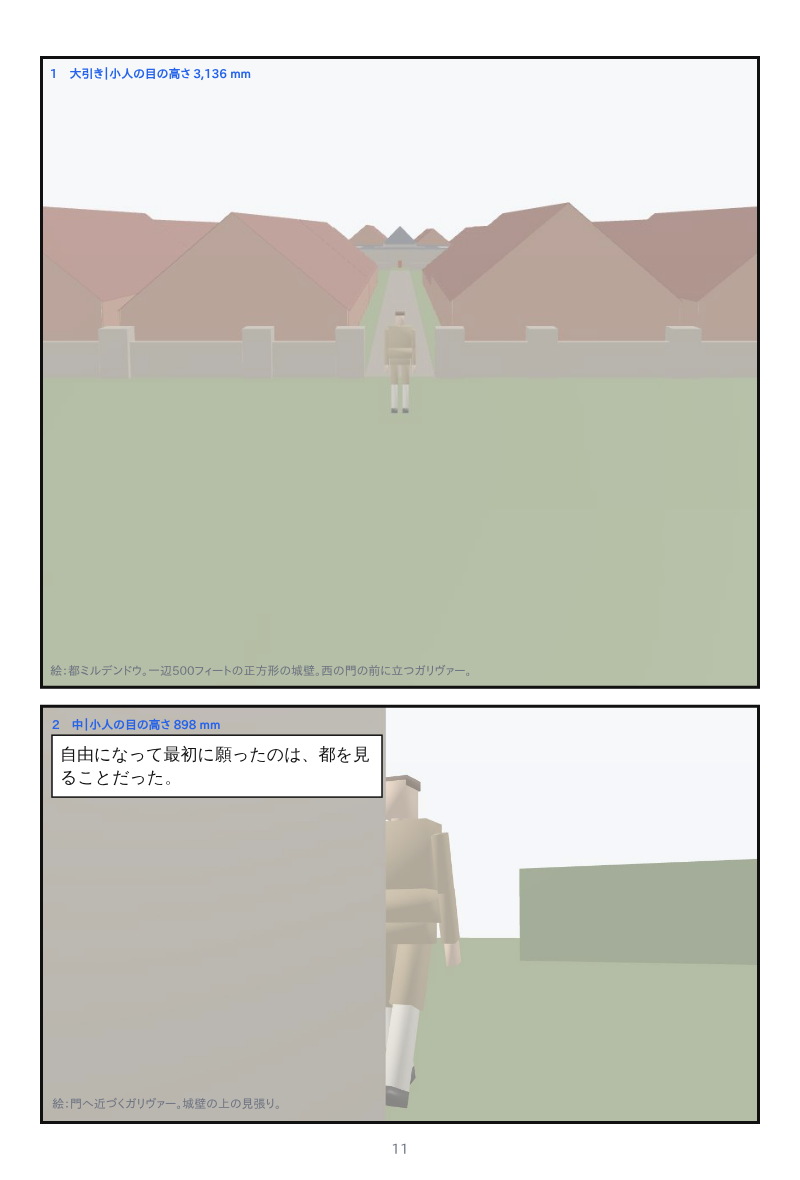 1 大引き|小人の目の高さ 3,136 mm
絵:都ミルデンドウ。一辺500フィートの正方形の城壁。西の門の前に立つガリヴァー。
2 中|小人の目の高さ 898 mm
自由になって最初に願ったのは、都を見
ることだった。
絵:門へ近づくガリヴァー。城壁の上の見張り。
11